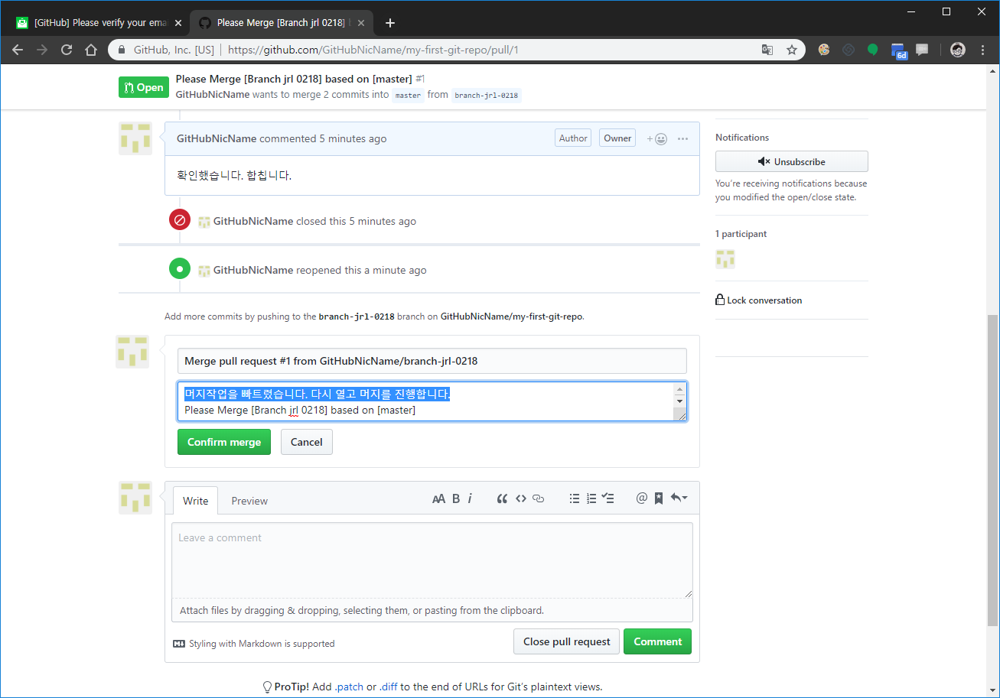 [GitHub] Please verify your ema
Please Merge [Branch jrl 0218]
GitHub, Inc. [US] | https://github.com/GitHubNicName/my-first-git-repo/pull/1
6d
Open
Please Merge [Branch jrl 0218] based on [master] #1
GitHubNicName wants to merge 2 commits into master from branch-jrl-0218
GitHubNicName commented 5 minutes ago
Author
Owner
확인했습니다. 합칩니다.
GitHubNicName closed this 5 minutes ago
GitHubNicName reopened this a minute ago
Notifications
Unsubscribe
You're receiving notifications because
you modified the open/close state.
1 participant
Lock conversation
Add more commits by pushing to the branch-jrl-0218 branch on GitHubNicName/my-first-git-repo.
Merge pull request #1 from GitHubNicName/branch-jrl-0218
머지작업을 빠트렸습니다. 다시 열고 머지를 진행합니다.
Please Merge [Branch jrl 0218] based on [master]
Confirm merge
Cancel
Write
Preview
AA B i
Leave a comment
Attach files by dragging & dropping, selecting them, or pasting from the clipboard.
Styling with Markdown is supported
Close pull request
Comment
ProTip! Add .patch or .diff to the end of URLs for Git's plaintext views.